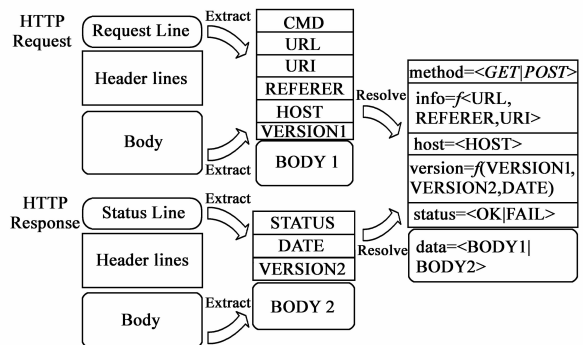 HTTP
Request
Request Line
Header lines
Body
Extract
Extract
CMD
URL
URI
REFERER
HOST
VERSION1
BODY 1
Resolve
HTTP
Response
Status Line
Header lines
Body
Extract
Extract
STATUS
DATE
VERSION2
BODY 2
Resolve
method=<GET|POST>
info=f<URL,
REFERER,URI>
host=<HOST>
version=f(VERSION1,
VERSION2,DATE)
status=<OK|FAIL>
data=<BODY1|
BODY2>